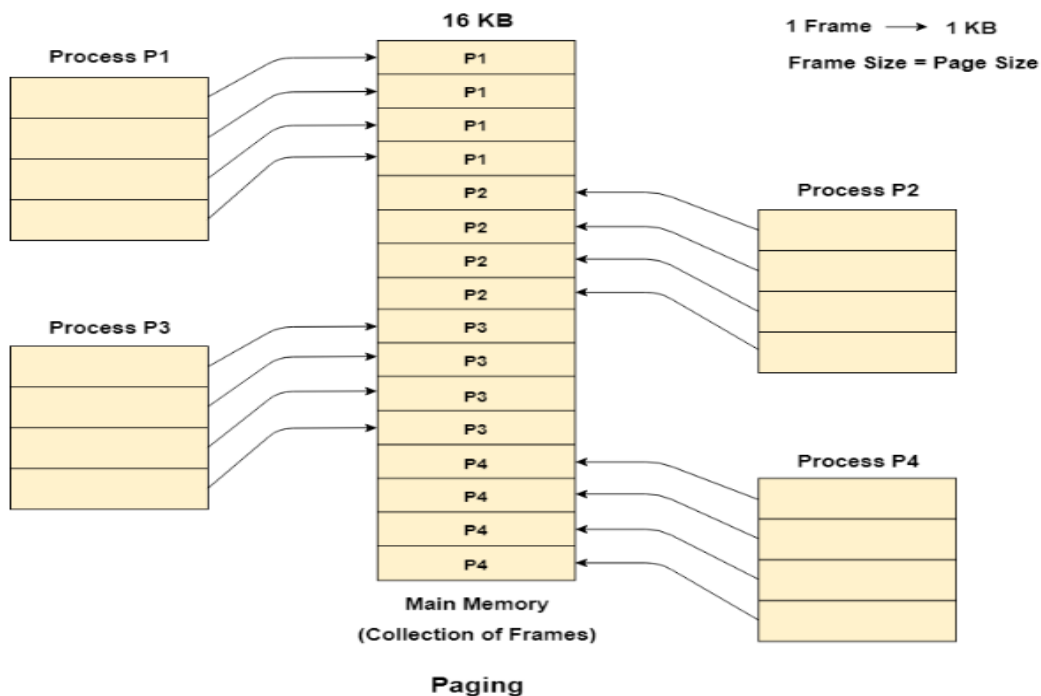 16 KB
1 Frame → 1 KB
Frame Size = Page Size
Process P1
P1
P1
P1
P1
P2
Process P2
P2
P2
P2
Process P3
P3
P3
P3
P3
P4
Process P4
P4
P4
P4
Main Memory
(Collection of Frames)
Paging